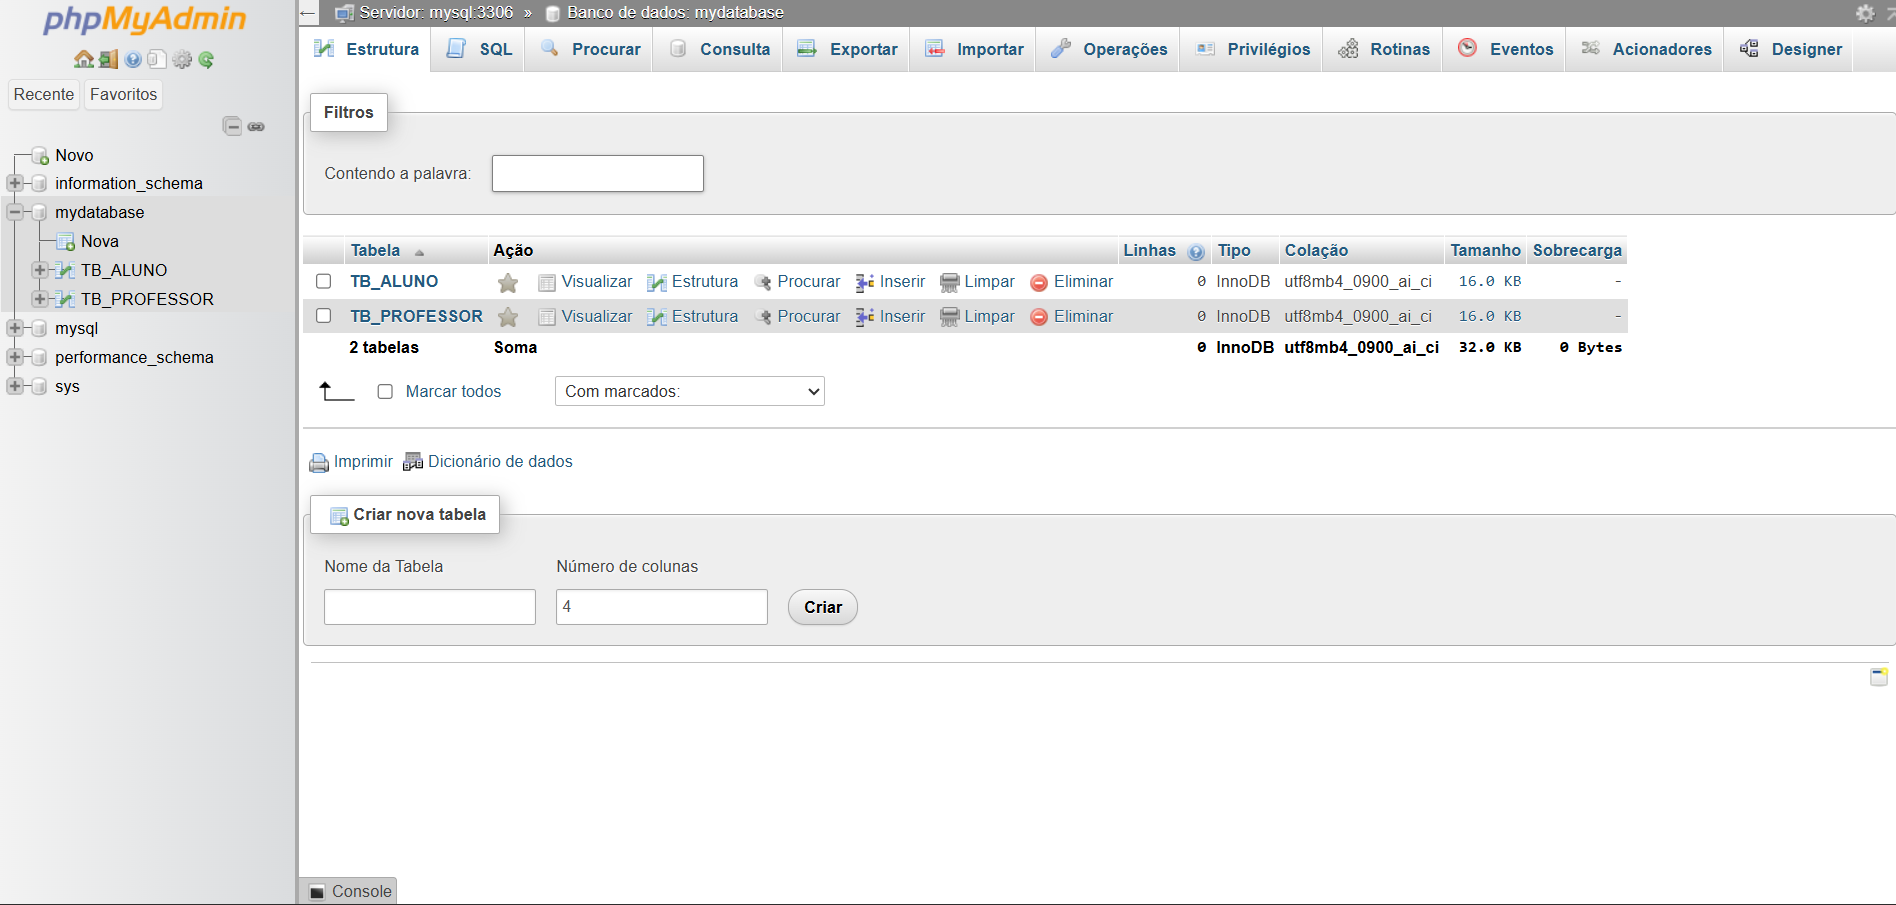 phpMyAdmin
Recente Favoritos
Novo
information_schema
mydatabase
Nova
TB_ALUNO
TB_PROFESSOR
mysql
performance_schema
sys
Servidor: mysql:3306 » Banco de dados: mydatabase
Estrutura SQL Procurar Consulta Exportar Importar Operações Privilégios Rotinas Eventos Acionadores Designer
Filtros
Contendo a palavra:
Tabela Ação Linhas Tipo Colação Tamanho Sobrecarga
TB_ALUNO Visualizar Estrutura Procurar Inserir Limpar Eliminar 0 InnoDB utf8mb4_0900_ai_ci 16.0 KB -
TB_PROFESSOR Visualizar Estrutura Procurar Inserir Limpar Eliminar 0 InnoDB utf8mb4_0900_ai_ci 16.0 KB -
2 tabelas Soma 0 InnoDB utf8mb4_0900_ai_ci 32.0 KB 0 Bytes
Marcar todos Com marcados:
Imprimir Dicionário de dados
Criar nova tabela
Nome da Tabela Número de colunas
4 Criar
Console